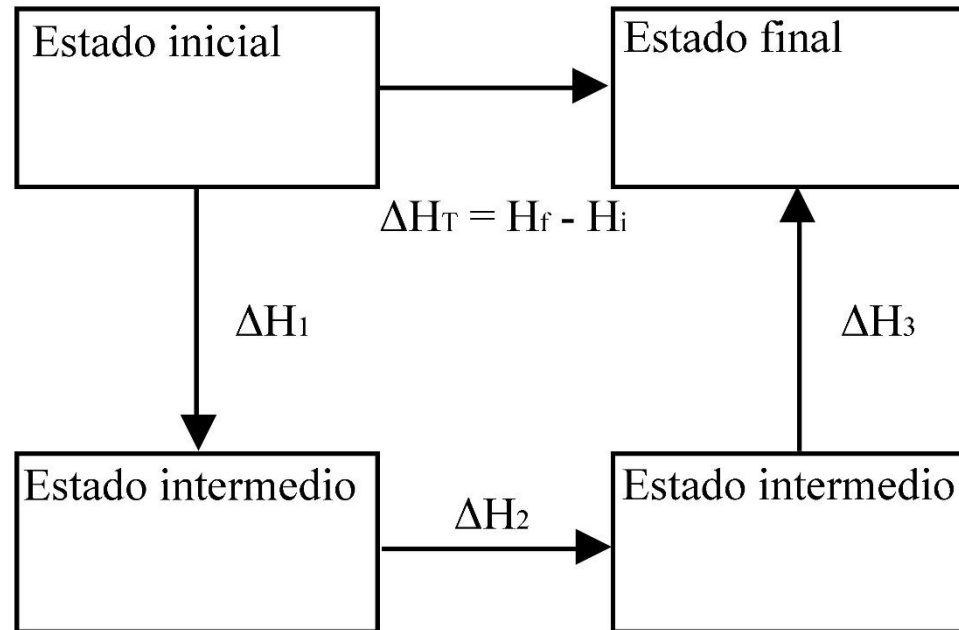 Estado inicial
Estado final
ΔHT = Hf - Hi
ΔH1
ΔH3
Estado intermedio
Estado intermedio
ΔH2